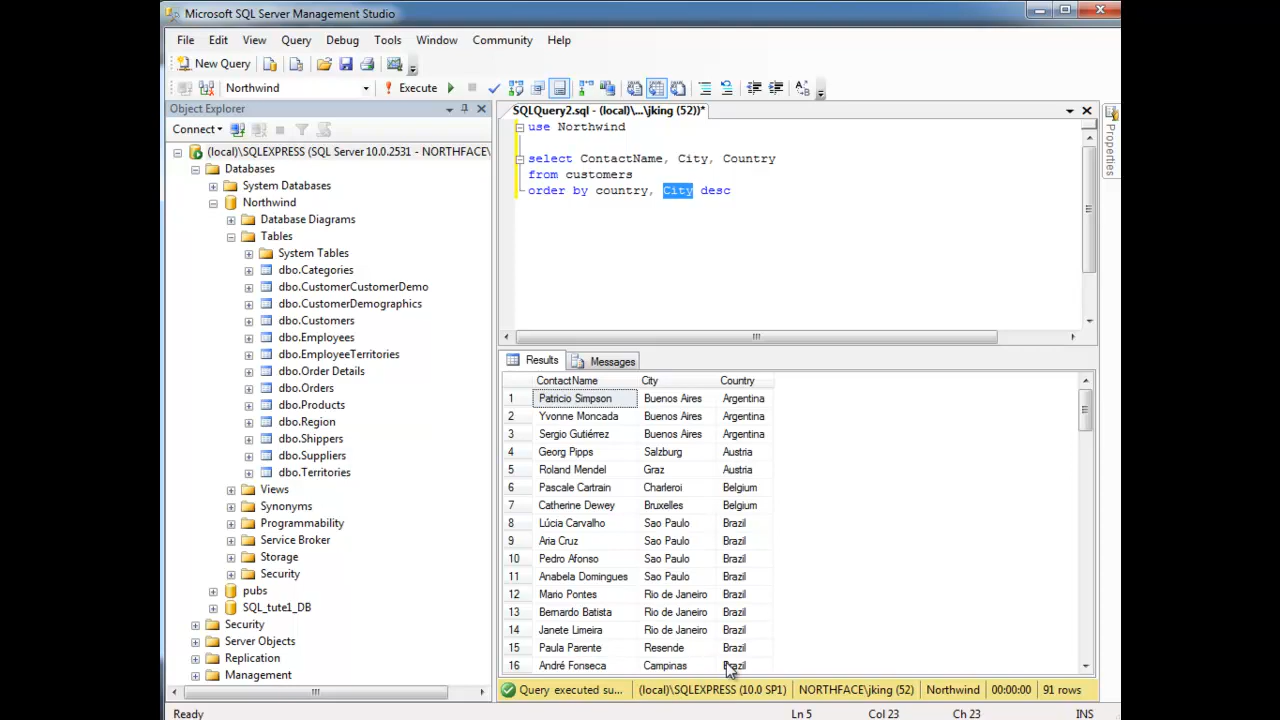 Microsoft SQL Server Management Studio
File Edit View Query Debug Tools Window Community Help
New Query
Northwind Execute
Object Explorer
Connect
(local)\SQLEXPRESS (SQL Server 10.0.2531 - NORTHFACE\
Databases
System Databases
Northwind
Database Diagrams
Tables
System Tables
dbo.Categories
dbo.CustomerCustomerDemo
dbo.CustomerDemographics
dbo.Customers
dbo.Employees
dbo.EmployeeTerritories
dbo.Order Details
dbo.Orders
dbo.Products
dbo.Region
dbo.Shippers
dbo.Suppliers
dbo.Territories
Views
Synonyms
Programmability
Service Broker
Storage
Security
pubs
SQL_tute1_DB
Security
Server Objects
Replication
Management
SQLQuery2.sql - (local)\...\jking (52))*
use Northwind
select ContactName, City, Country
from customers
order by country, City desc
Properties
Results Messages
ContactName City Country
1 Patricio Simpson Buenos Aires Argentina
2 Yvonne Moncada Buenos Aires Argentina
3 Sergio Gutiérrez Buenos Aires Argentina
4 Georg Pipps Salzburg Austria
5 Roland Mendel Graz Austria
6 Pascale Cartrain Charleroi Belgium
7 Catherine Dewey Bruxelles Belgium
8 Lúcia Carvalho Sao Paulo Brazil
9 Aria Cruz Sao Paulo Brazil
10 Pedro Afonso Sao Paulo Brazil
11 Anabela Domingues Sao Paulo Brazil
12 Mario Pontes Rio de Janeiro Brazil
13 Bernardo Batista Rio de Janeiro Brazil
14 Janete Limeira Rio de Janeiro Brazil
15 Paula Parente Resende Brazil
16 André Fonseca Campinas Brazil
Query executed su... (local)\SQLEXPRESS (10.0 SP1) NORTHFACE\jking (52) Northwind 00:00:00 91 rows
Ready Ln 5 Col 23 Ch 23 INS